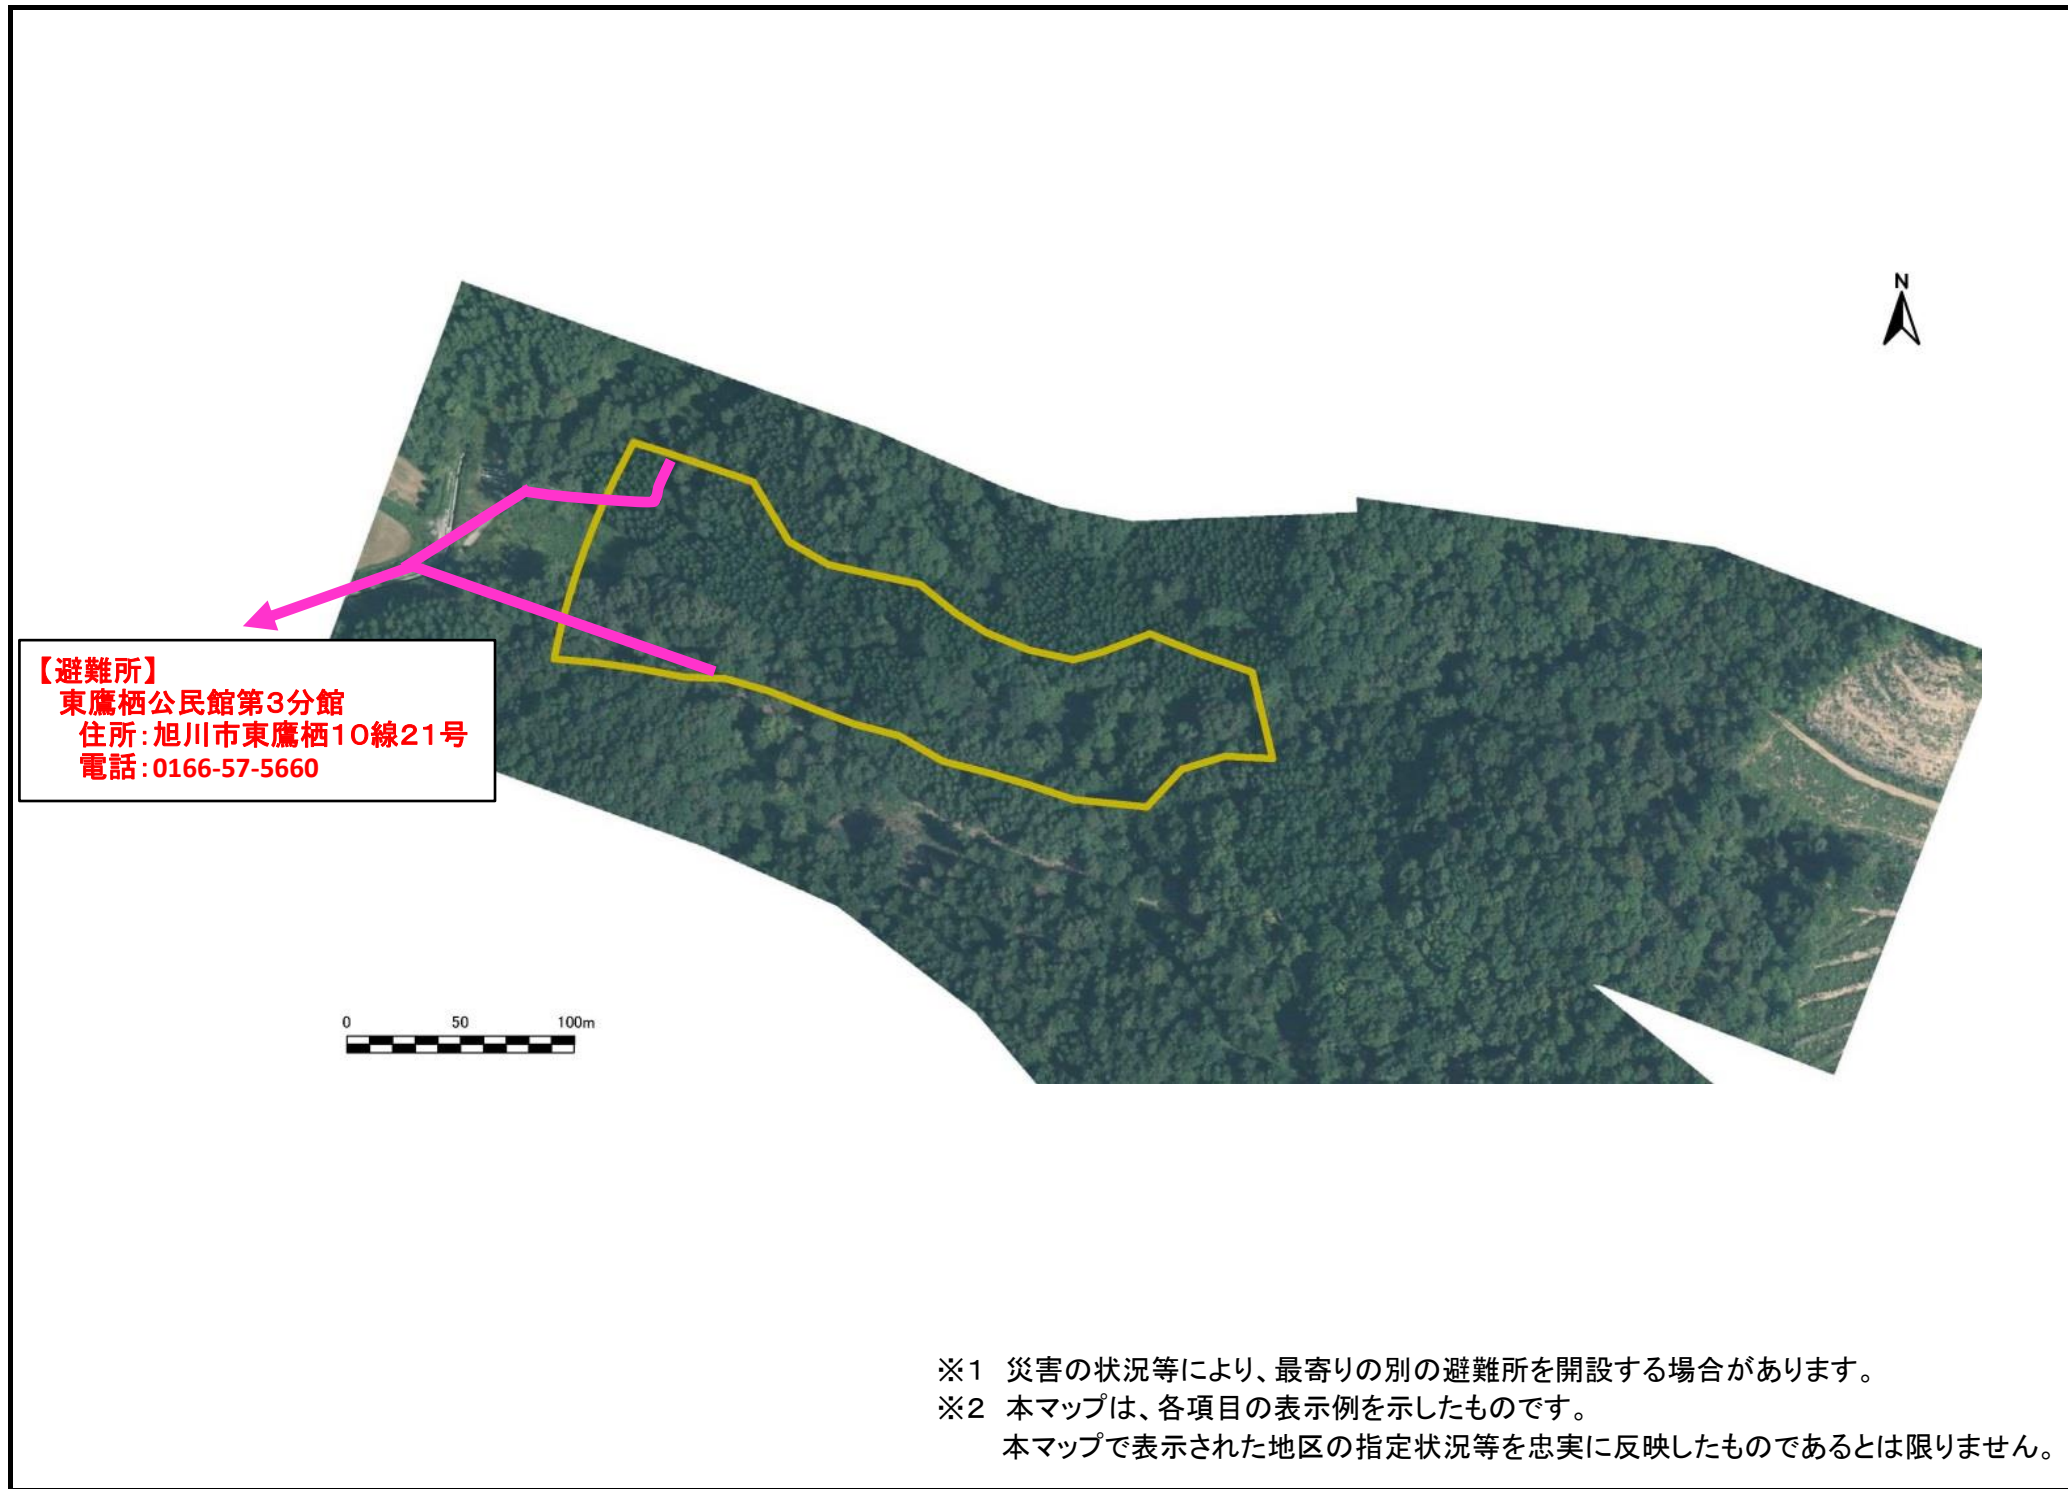 N
【避難所】
東鷹栖公民館第3分館
住所：旭川市東鷹栖10線21号
電話：0166-57-5660
0 50 100m
※1 災害の状況等により、最寄りの別の避難所を開設する場合があります。
※2 本マップは、各項目の表示例を示したものです。
本マップで表示された地区の指定状況等を忠実に反映したものであるとは限りません。